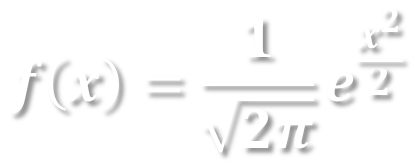 f(x) = 1/√(2π) e^(x²/2)